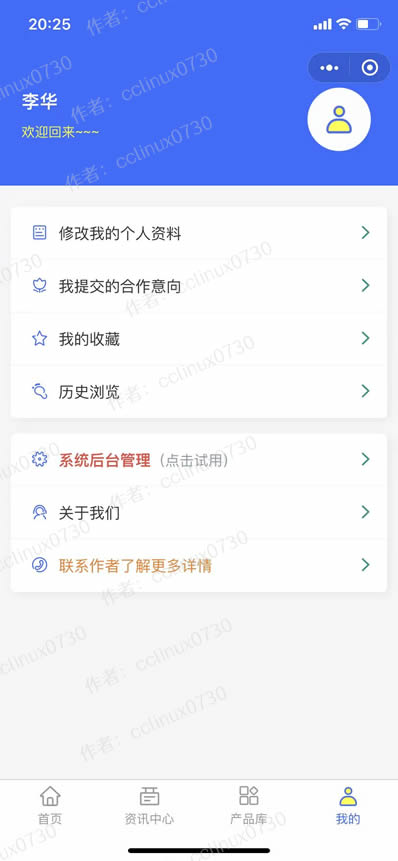 20:25
李华
欢迎回来~~~
修改我的个人资料
我提交的合作意向
我的收藏
历史浏览
系统后台管理（点击试用）
关于我们
联系作者了解更多详情
首页
资讯中心
产品库
我的
作者：cclinux0730